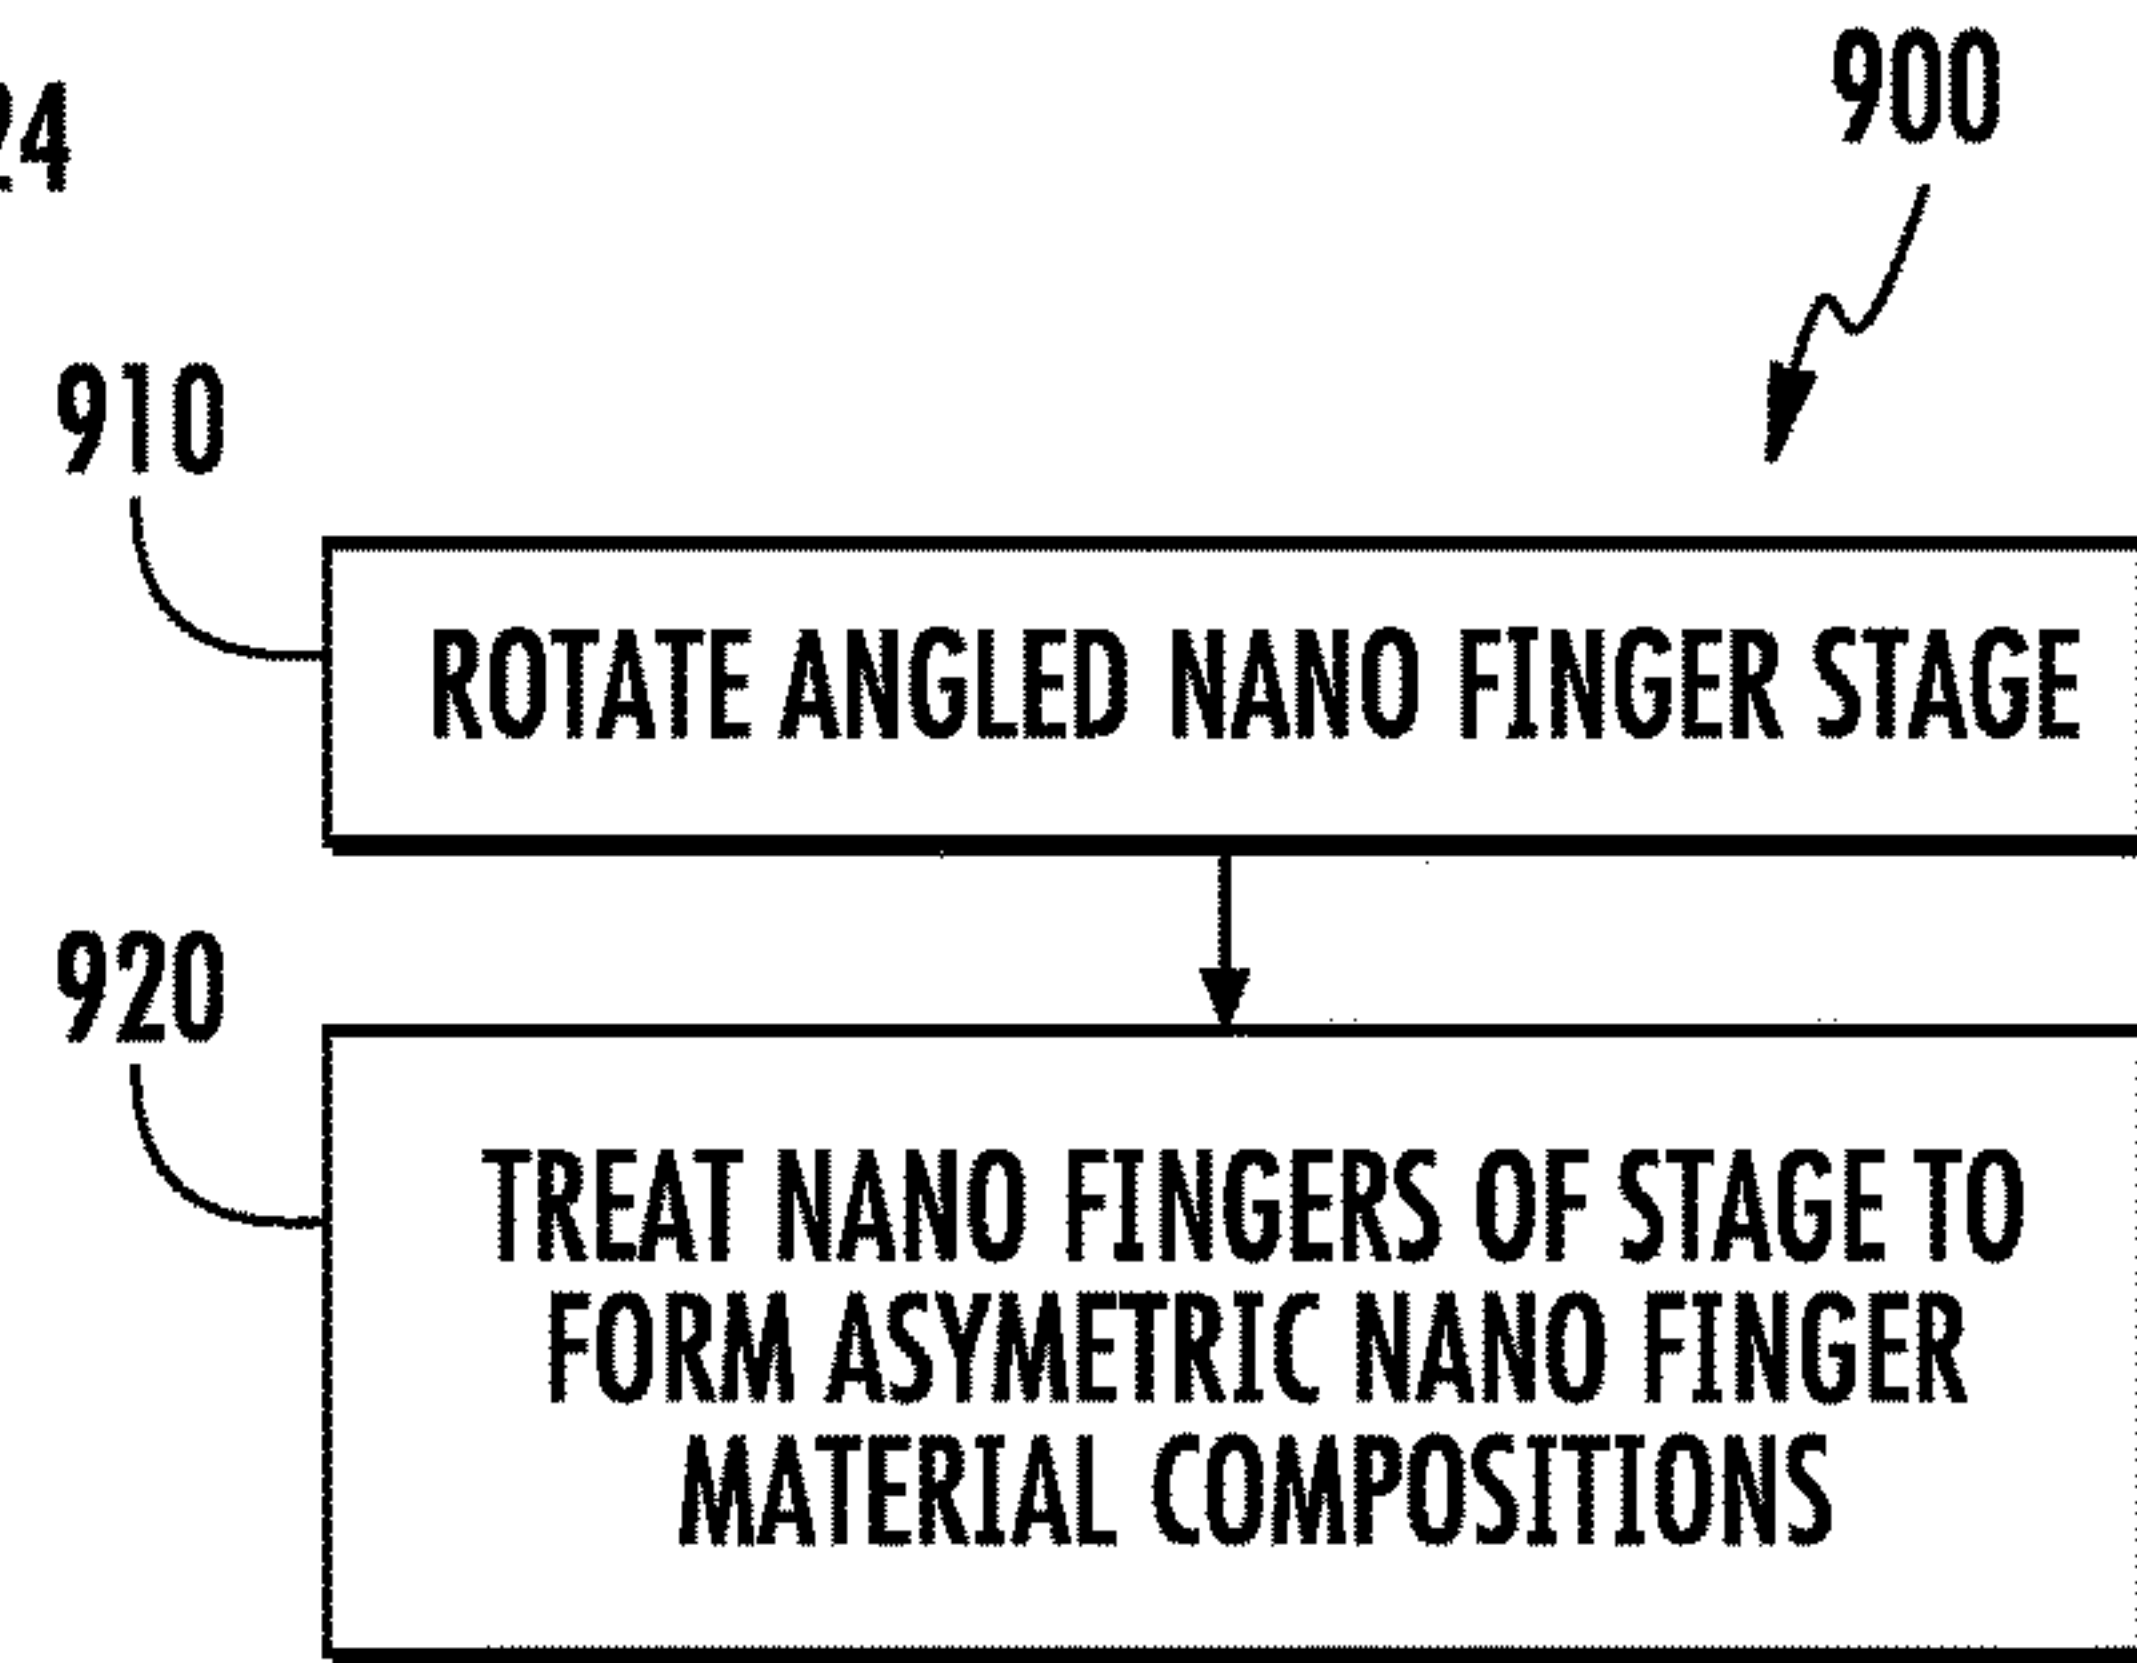 900
24
910
ROTATE ANGLED NANO FINGER STAGE
920
TREAT NANO FINGERS OF STAGE TO
FORM ASYMETRIC NANO FINGER
MATERIAL COMPOSITIONS